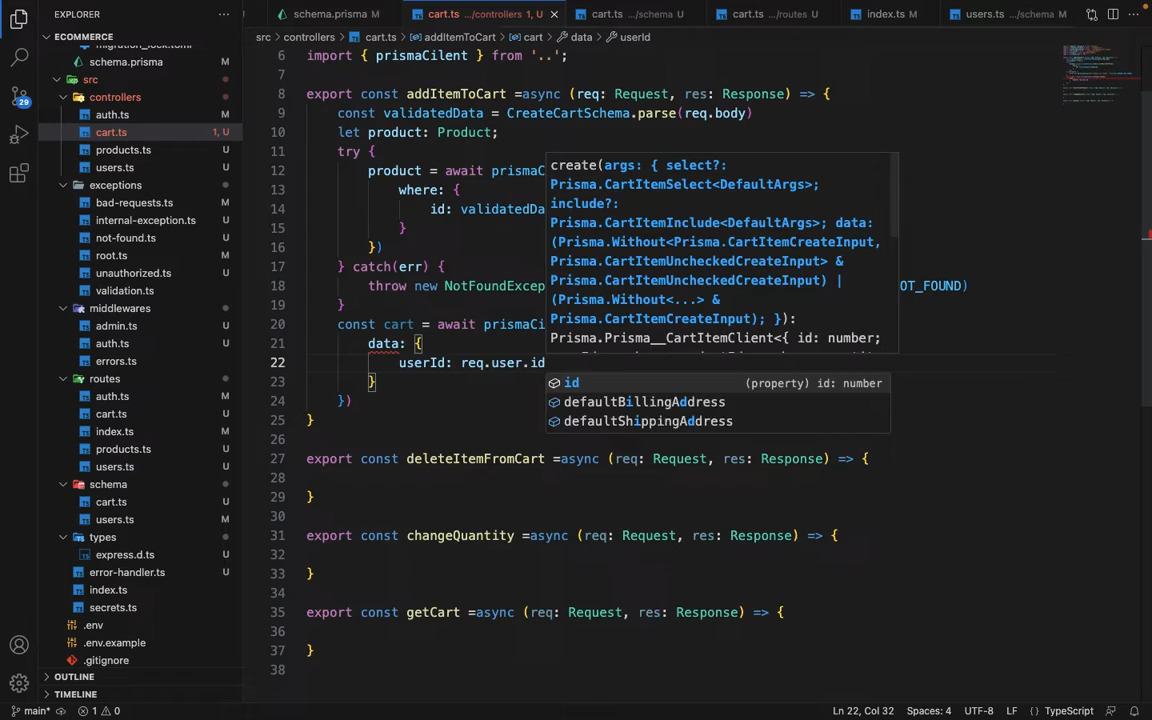 EXPLORER
schema.prisma M
cart.ts .../controllers 1, U
cart.ts .../schema U
cart.ts .../routes U
index.ts M
users.ts .../schema M
ECOMMERCE
src > controllers > cart.ts > addItemToCart > cart > data > userId
migration_lock.toml
schema.prisma M
src
controllers
auth.ts M
cart.ts 1, U
products.ts U
users.ts U
exceptions
bad-requests.ts U
internal-exception.ts U
not-found.ts U
root.ts U
unauthorized.ts U
validation.ts U
middlewares
admin.ts U
auth.ts U
errors.ts U
routes
auth.ts M
cart.ts U
index.ts M
products.ts U
users.ts U
schema
cart.ts U
users.ts M
types
express.d.ts U
error-handler.ts U
index.ts M
secrets.ts M
.env
.env.example
.gitignore
OUTLINE
TIMELINE
29
6 import { prismaCilent } from '..';
7
8 export const addItemToCart =async (req: Request, res: Response) => {
9 const validatedData = CreateCartSchema.parse(req.body)
10 let product: Product;
11 try {
12 product = await prismaC
13 where: {
14 id: validatedDa
15 }
16 })
17 } catch(err) {
18 throw new NotFoundExcep OT_FOUND)
19 }
20 const cart = await prismaCi
21 data: {
22 userId: req.user.id
23 }
24 })
25 }
26
27 export const deleteItemFromCart =async (req: Request, res: Response) => {
28
29 }
30
31 export const changeQuantity =async (req: Request, res: Response) => {
32
33 }
34
35 export const getCart =async (req: Request, res: Response) => {
36
37 }
38
create(args: { select?:
Prisma.CartItemSelect<DefaultArgs>;
include?:
Prisma.CartItemInclude<DefaultArgs>; data:
(Prisma.Without<Prisma.CartItemCreateInput,
Prisma.CartItemUncheckedCreateInput> &
Prisma.CartItemUncheckedCreateInput) |
(Prisma.Without<...> &
Prisma.CartItemCreateInput); }):
Prisma.Prisma__CartItemClient<{ id: number;
id (property) id: number
defaultBillingAddress
defaultShippingAddress
main* 1 0 Ln 22, Col 32 Spaces: 4 UTF-8 LF { } TypeScript